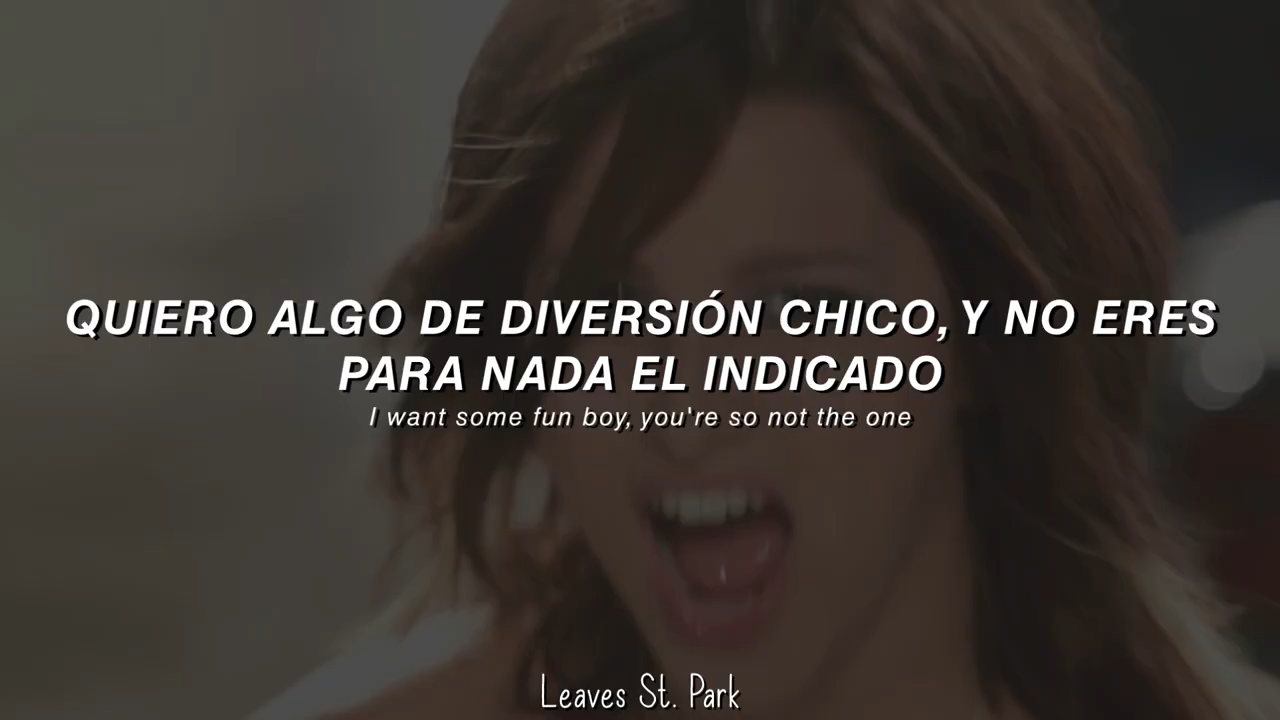 QUIERO ALGO DE DIVERSIÓN CHICO, Y NO ERES
PARA NADA EL INDICADO
I want some fun boy, you're so not the one
Leaves St. Park